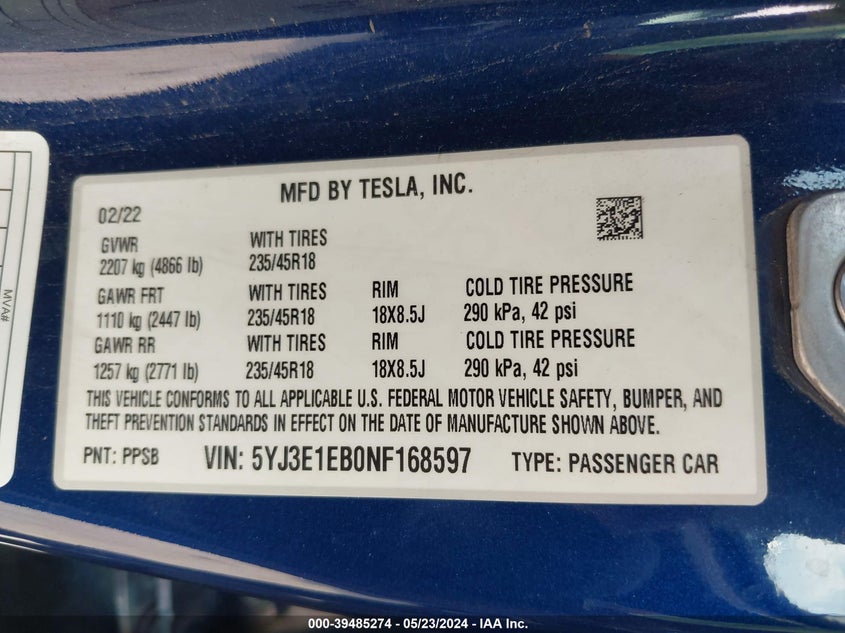 MFD BY TESLA, INC.
02/22
GVWR WITH TIRES
2207 kg (4866 lb) 235/45R18
GAWR FRT WITH TIRES RIM COLD TIRE PRESSURE
1110 kg (2447 lb) 235/45R18 18X8.5J 290 kPa, 42 psi
GAWR RR WITH TIRES RIM COLD TIRE PRESSURE
1257 kg (2771 lb) 235/45R18 18X8.5J 290 kPa, 42 psi
THIS VEHICLE CONFORMS TO ALL APPLICABLE U.S. FEDERAL MOTOR VEHICLE SAFETY, BUMPER, AND
THEFT PREVENTION STANDARDS IN EFFECT ON THE DATE OF MANUFACTURE SHOWN ABOVE.
PNT: PPSB VIN: 5YJ3E1EB0NF168597 TYPE: PASSENGER CAR
MVA#
000-39485274 - 05/23/2024 - IAA Inc.